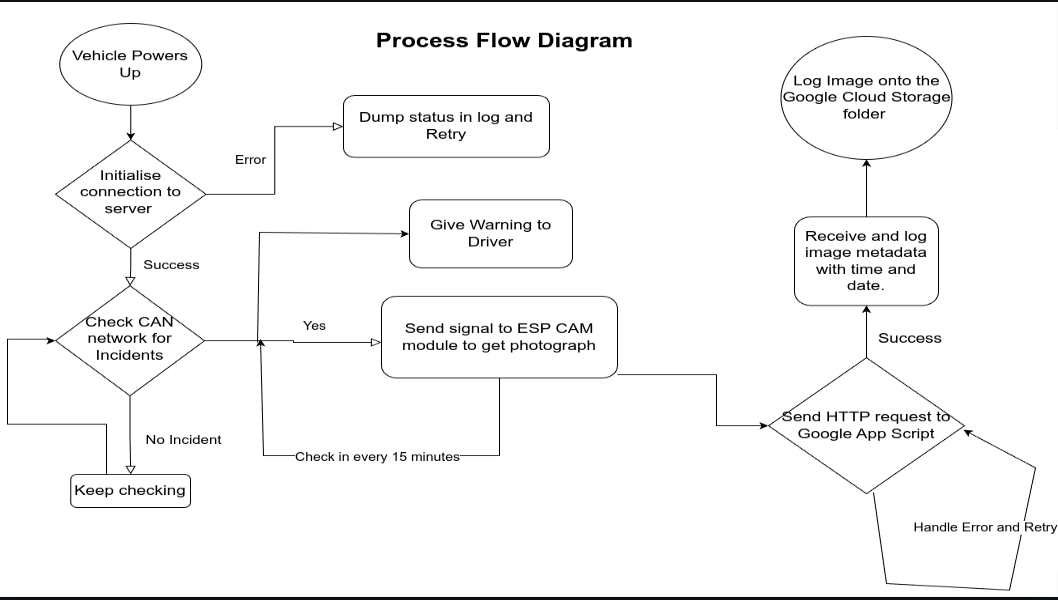 Process Flow Diagram
Vehicle Powers
Up
Initialise
connection to
server
Error
Dump status in log and
Retry
Success
Check CAN
network for
Incidents
Yes
Give Warning to
Driver
Send signal to ESP CAM
module to get photograph
Check in every 15 minutes
No Incident
Keep checking
Log Image onto the
Google Cloud Storage
folder
Receive and log
image metadata
with time and
date.
Success
Send HTTP request to
Google App Script
Handle Error and Retry